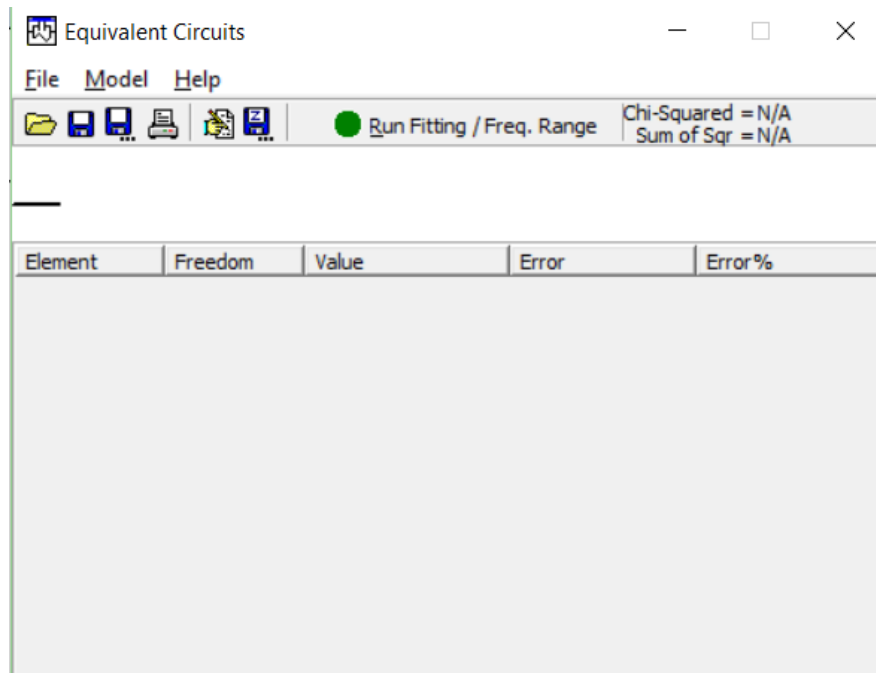 Equivalent Circuits
File Model Help
Run Fitting / Freq. Range Chi-Squared = N/A
Sum of Sqr = N/A
Element Freedom Value Error Error%